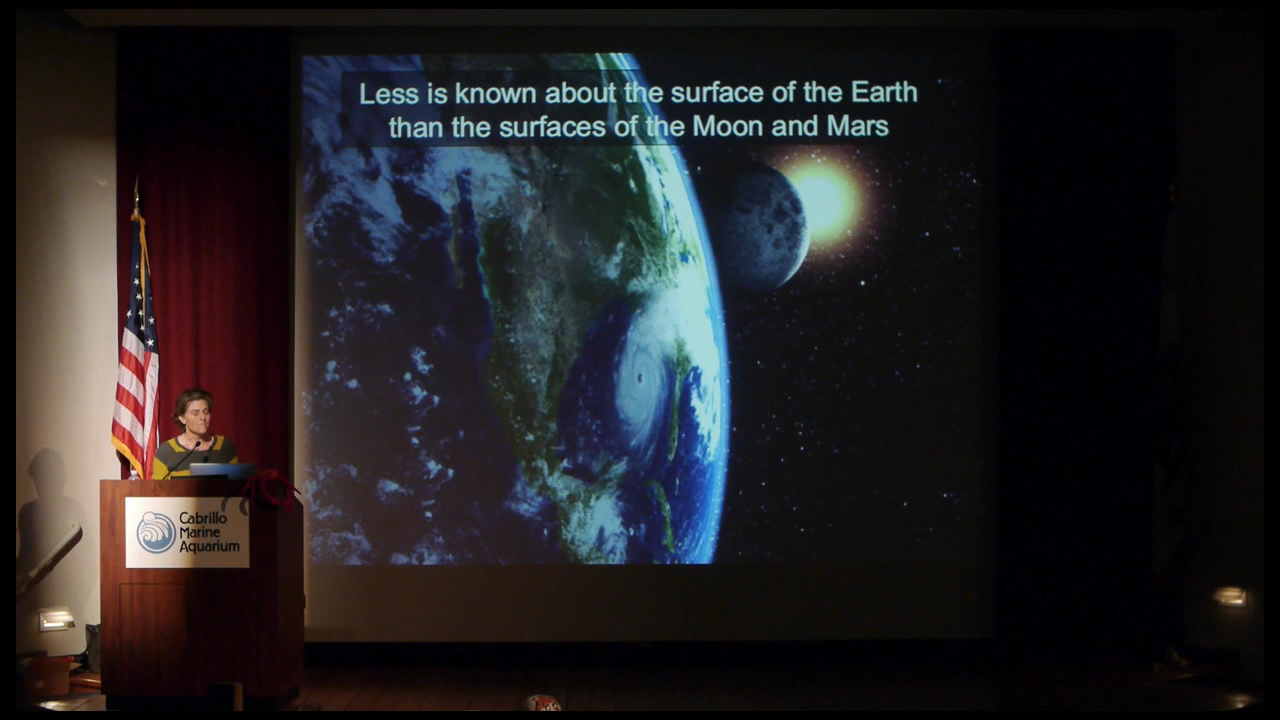 Less is known about the surface of the Earth
than the surfaces of the Moon and Mars
Cabrillo
Marine
Aquarium